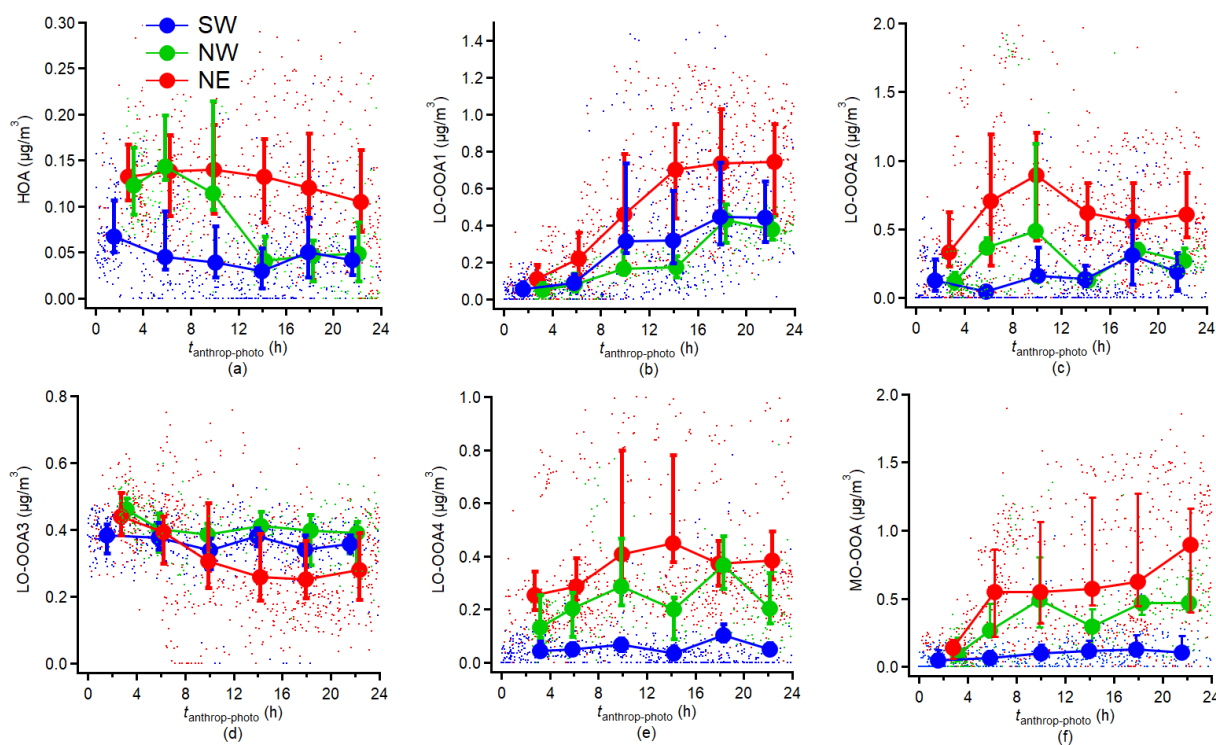 SW
NW
NE
HOA (µg/m³)
0.30
0.25
0.20
0.15
0.10
0.05
0.00
0 4 8 12 16 20 24
t anthrop-photo (h)
(a)
LO-OOA1 (µg/m³)
1.4
1.2
1.0
0.8
0.6
0.4
0.2
0.0
0 4 8 12 16 20 24
t anthrop-photo (h)
(b)
LO-OOA2 (µg/m³)
2.0
1.5
1.0
0.5
0.0
0 4 8 12 16 20 24
t anthrop-photo (h)
(c)
LO-OOA3 (µg/m³)
0.8
0.6
0.4
0.2
0.0
0 4 8 12 16 20 24
t anthrop-photo (h)
(d)
LO-OOA4 (µg/m³)
1.0
0.8
0.6
0.4
0.2
0.0
0 4 8 12 16 20 24
t anthrop-photo (h)
(e)
MO-OOA (µg/m³)
2.0
1.5
1.0
0.5
0.0
0 4 8 12 16 20 24
t anthrop-photo (h)
(f)